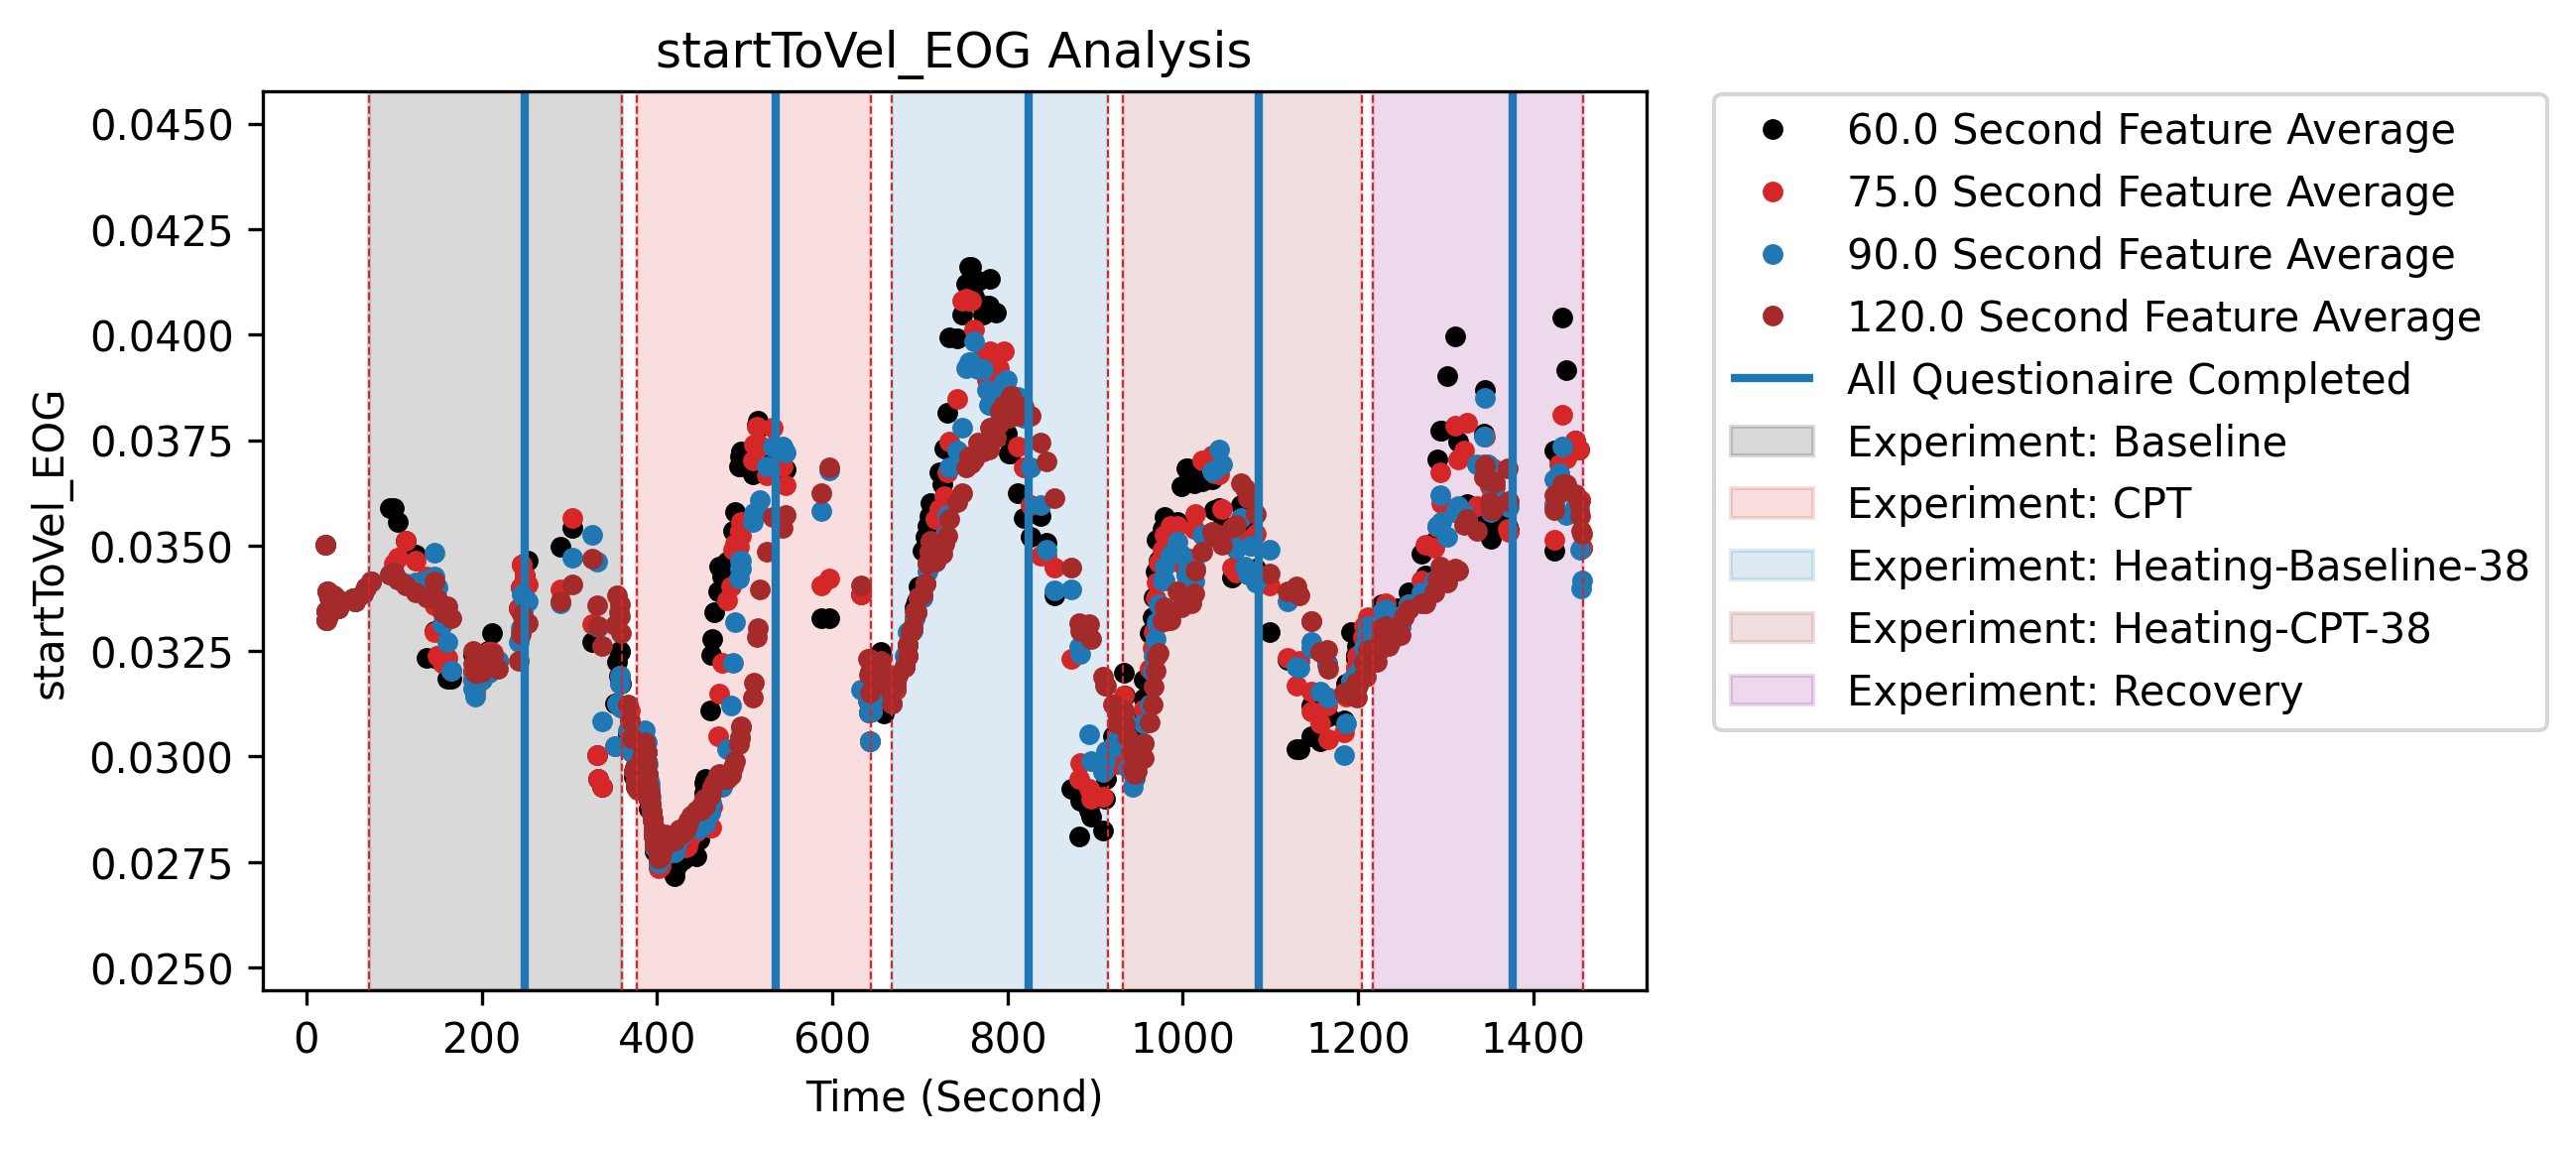 startToVel_EOG Analysis
startToVel_EOG
0.0450
0.0425
0.0400
0.0375
0.0350
0.0325
0.0300
0.0275
0.0250
0 200 400 600 800 1000 1200 1400
Time (Second)
60.0 Second Feature Average
75.0 Second Feature Average
90.0 Second Feature Average
120.0 Second Feature Average
All Questionaire Completed
Experiment: Baseline
Experiment: CPT
Experiment: Heating-Baseline-38
Experiment: Heating-CPT-38
Experiment: Recovery